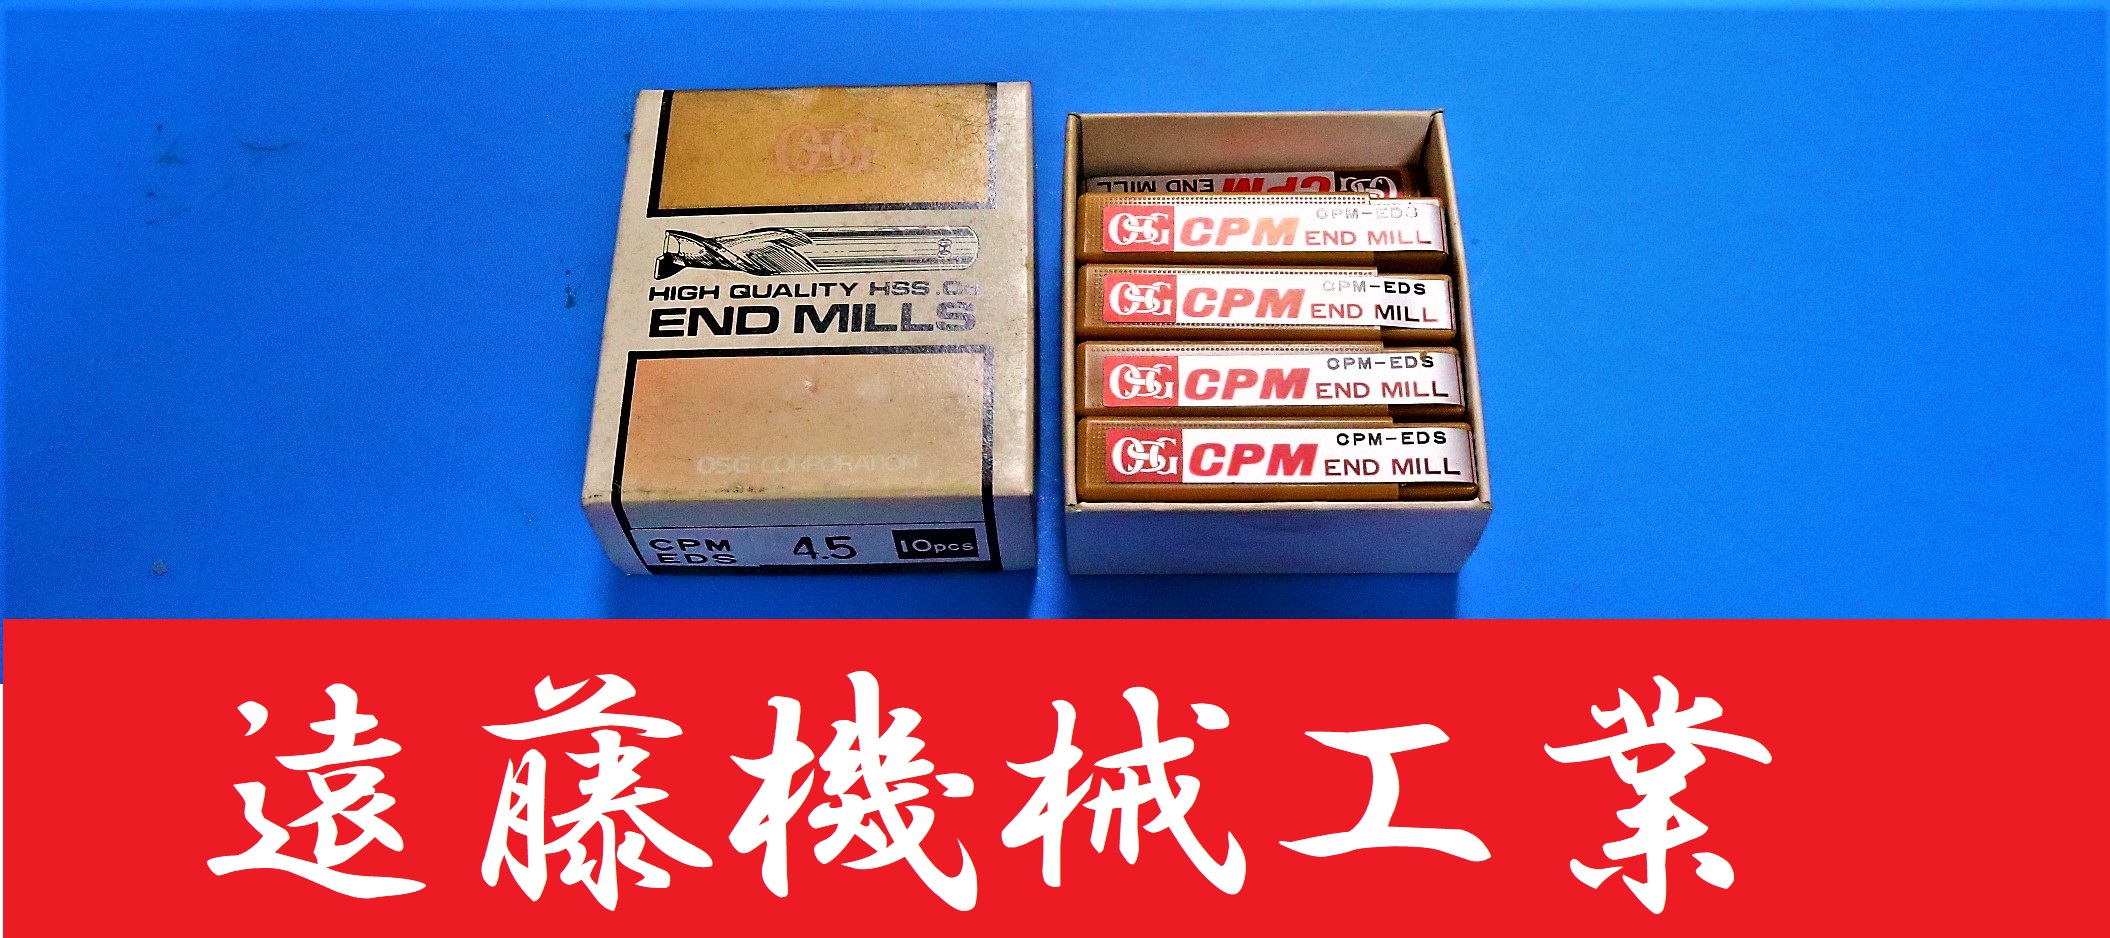 OSG
HIGH QUALITY HSS.Co
END MILLS
OSG CORPORATION
CPM
EDS
4.5
10pcs
OSG CPM END MILL
OSG CPM CPM-EDS
END MILL
OSG CPM CPM-EDS
END MILL
OSG CPM CPM-EDS
END MILL
OSG CPM CPM-EDS
END MILL
遠藤機械工業